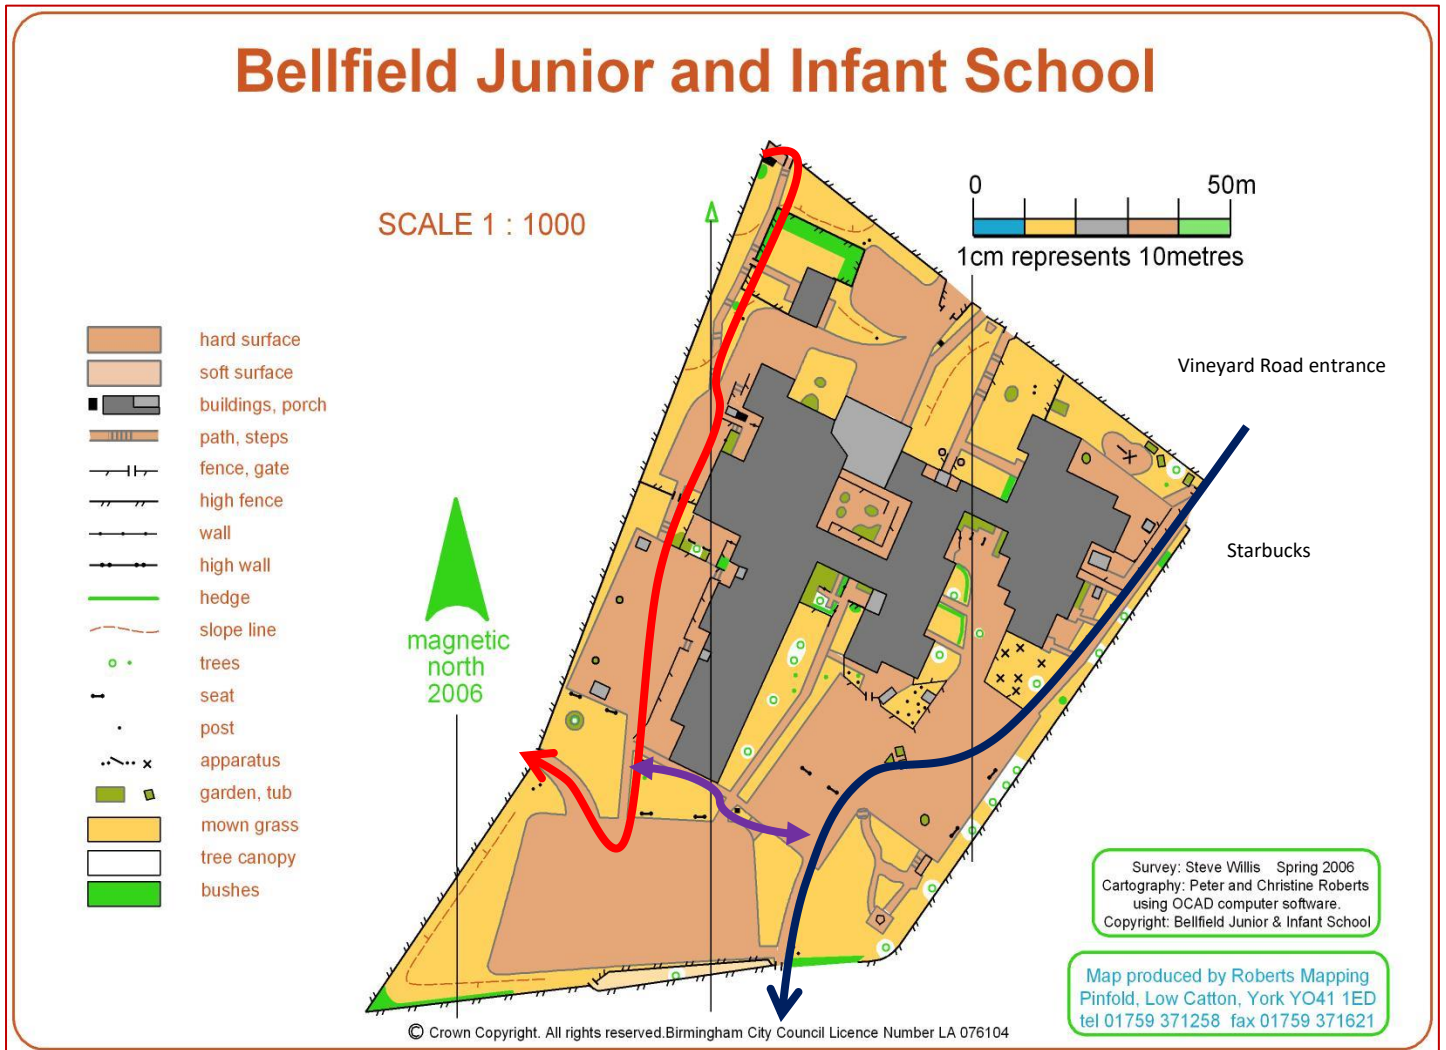 Bellfield Junior and Infant School
SCALE 1 : 1000
0 50m
1cm represents 10metres
hard surface
soft surface
buildings, porch
path, steps
fence, gate
high fence
wall
high wall
hedge
slope line
trees
seat
post
apparatus
garden, tub
mown grass
tree canopy
bushes
magnetic
north
2006
Vineyard Road entrance
Starbucks
Survey: Steve Willis Spring 2006
Cartography: Peter and Christine Roberts
using OCAD computer software.
Copyright: Bellfield Junior & Infant School
Map produced by Roberts Mapping
Pinfold, Low Catton, York YO41 1ED
tel 01759 371258 fax 01759 371621
© Crown Copyright. All rights reserved.Birmingham City Council Licence Number LA 076104